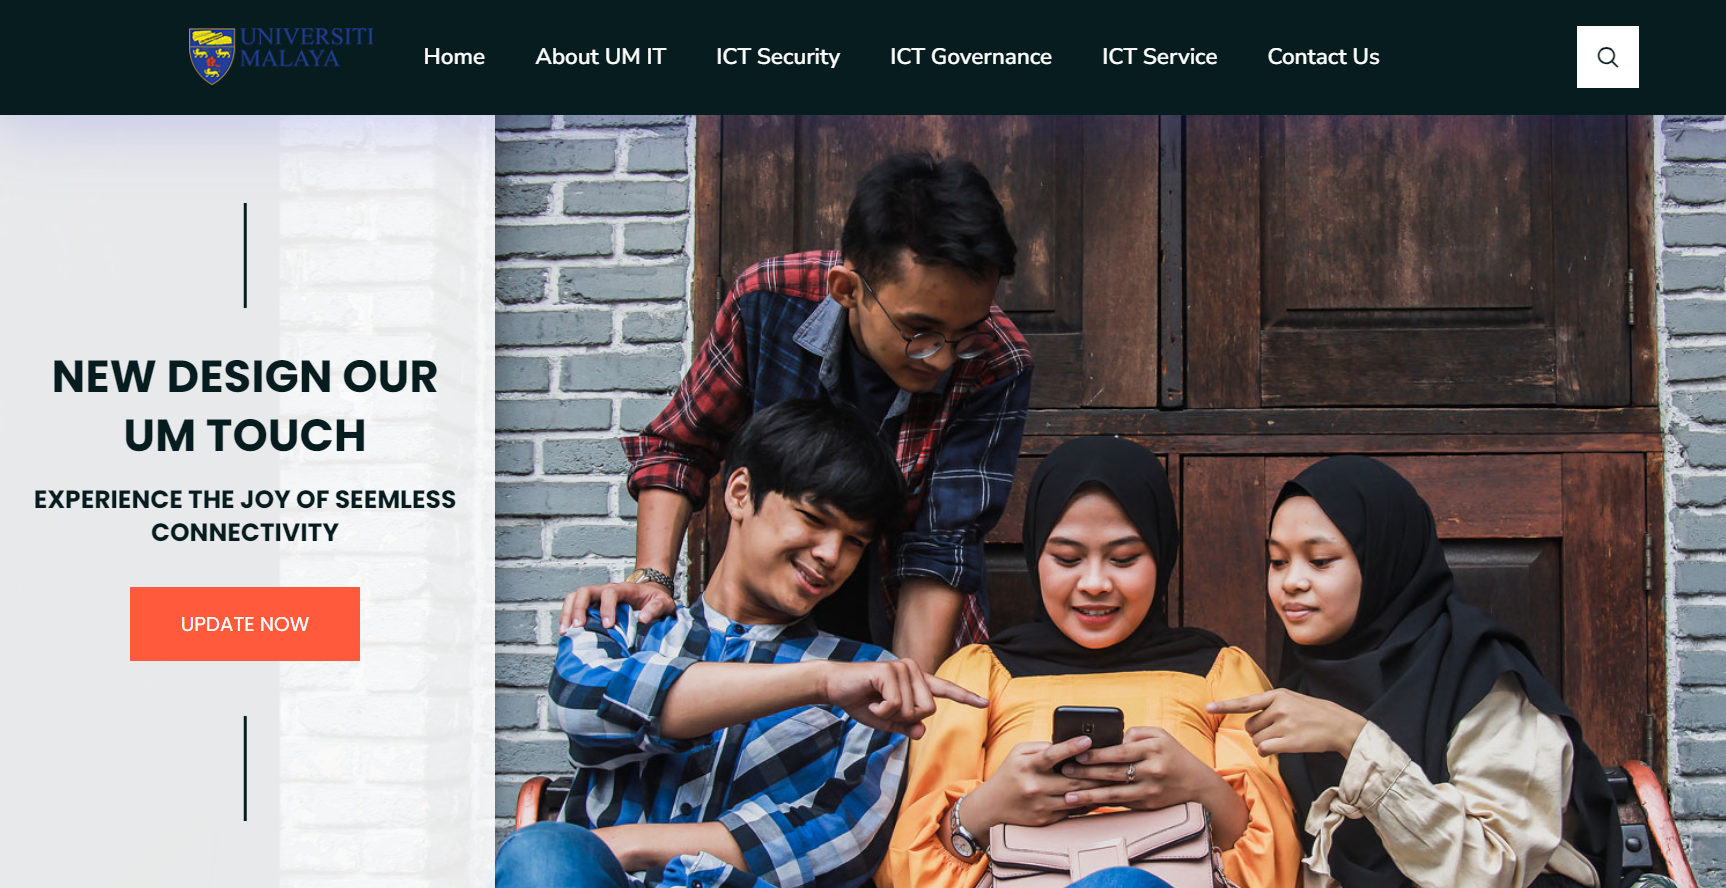 UNIVERSITI
MALAYA
Home
About UM IT
ICT Security
ICT Governance
ICT Service
Contact Us
NEW DESIGN OUR
UM TOUCH
EXPERIENCE THE JOY OF SEEMLESS
CONNECTIVITY
UPDATE NOW